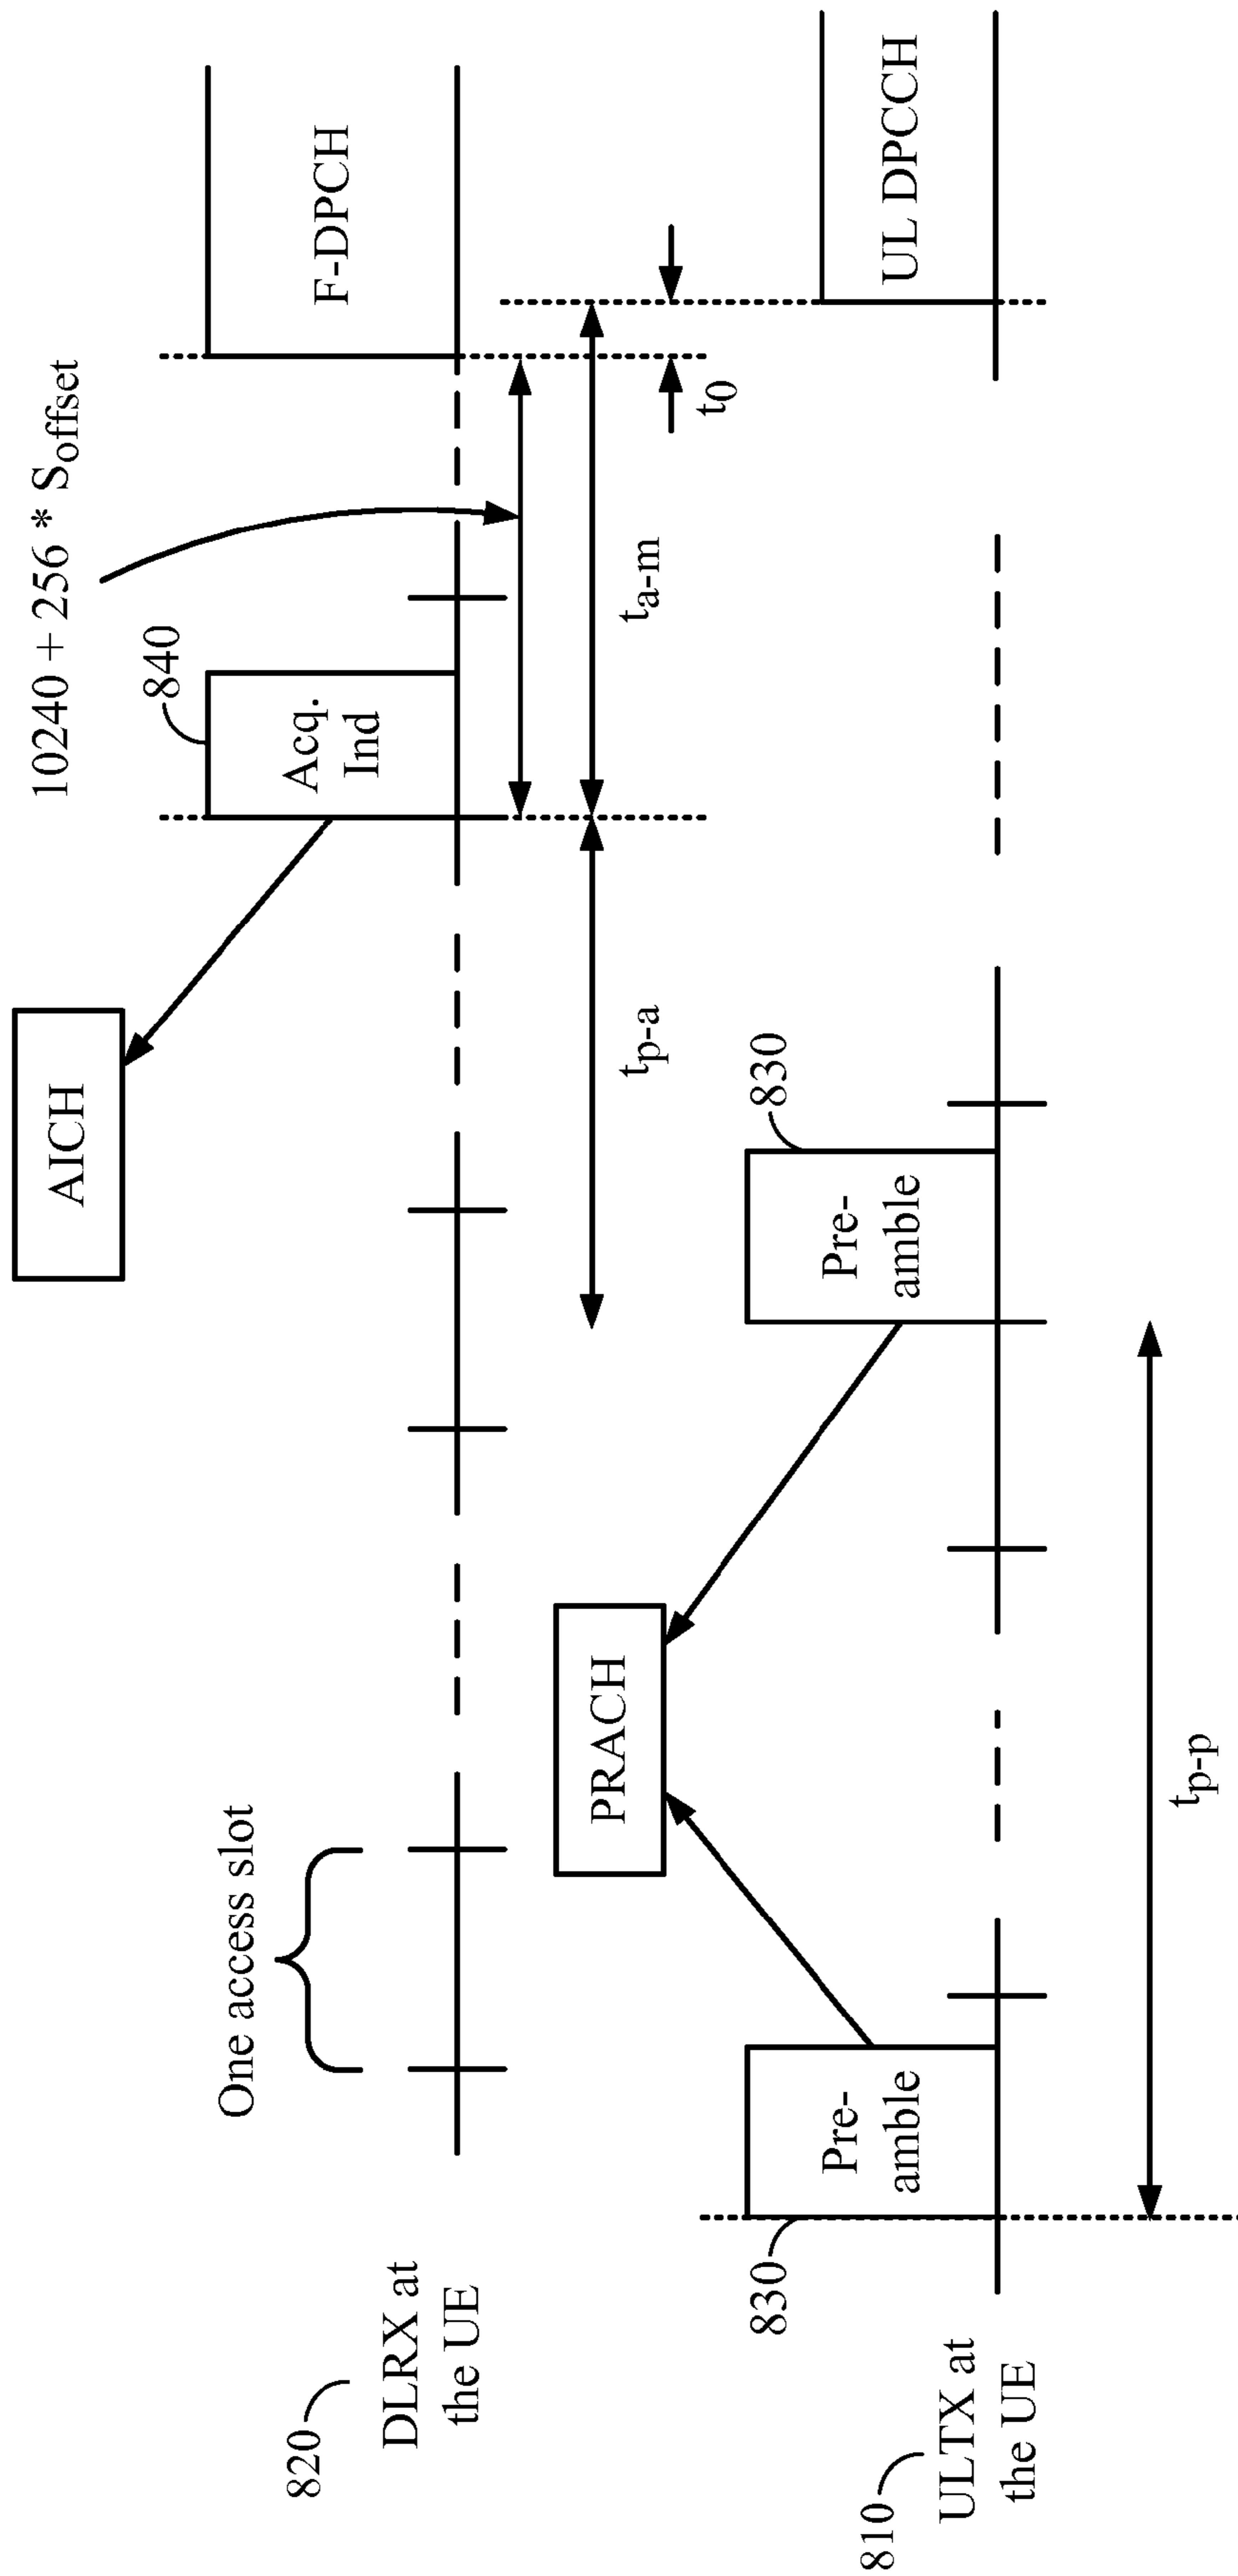 AICH
10240 + 256 * Soffset
840
One access slot
Acq.
Ind
F-DPCH
820
DLRX at
the UE
PRACH
tp-a
ta-m
t0
830
Pre-
amble
830
Pre-
amble
UL DPCCH
810
ULTX at
the UE
tp-p